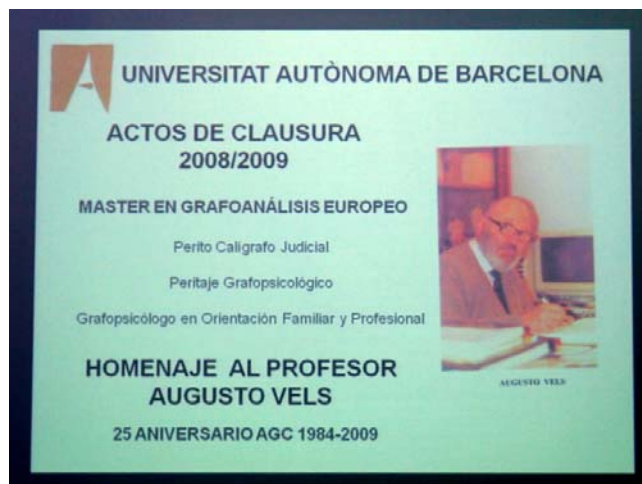 UNIVERSITAT AUTÒNOMA DE BARCELONA
ACTOS DE CLAUSURA
2008/2009
MASTER EN GRAFOANÁLISIS EUROPEO
Perito Calígrafo Judicial
Peritaje Grafopsicológico
Grafopsicólogo en Orientación Familiar y Profesional
HOMENAJE AL PROFESOR
AUGUSTO VELS
25 ANIVERSARIO AGC 1984-2009
AUGUSTO VELS